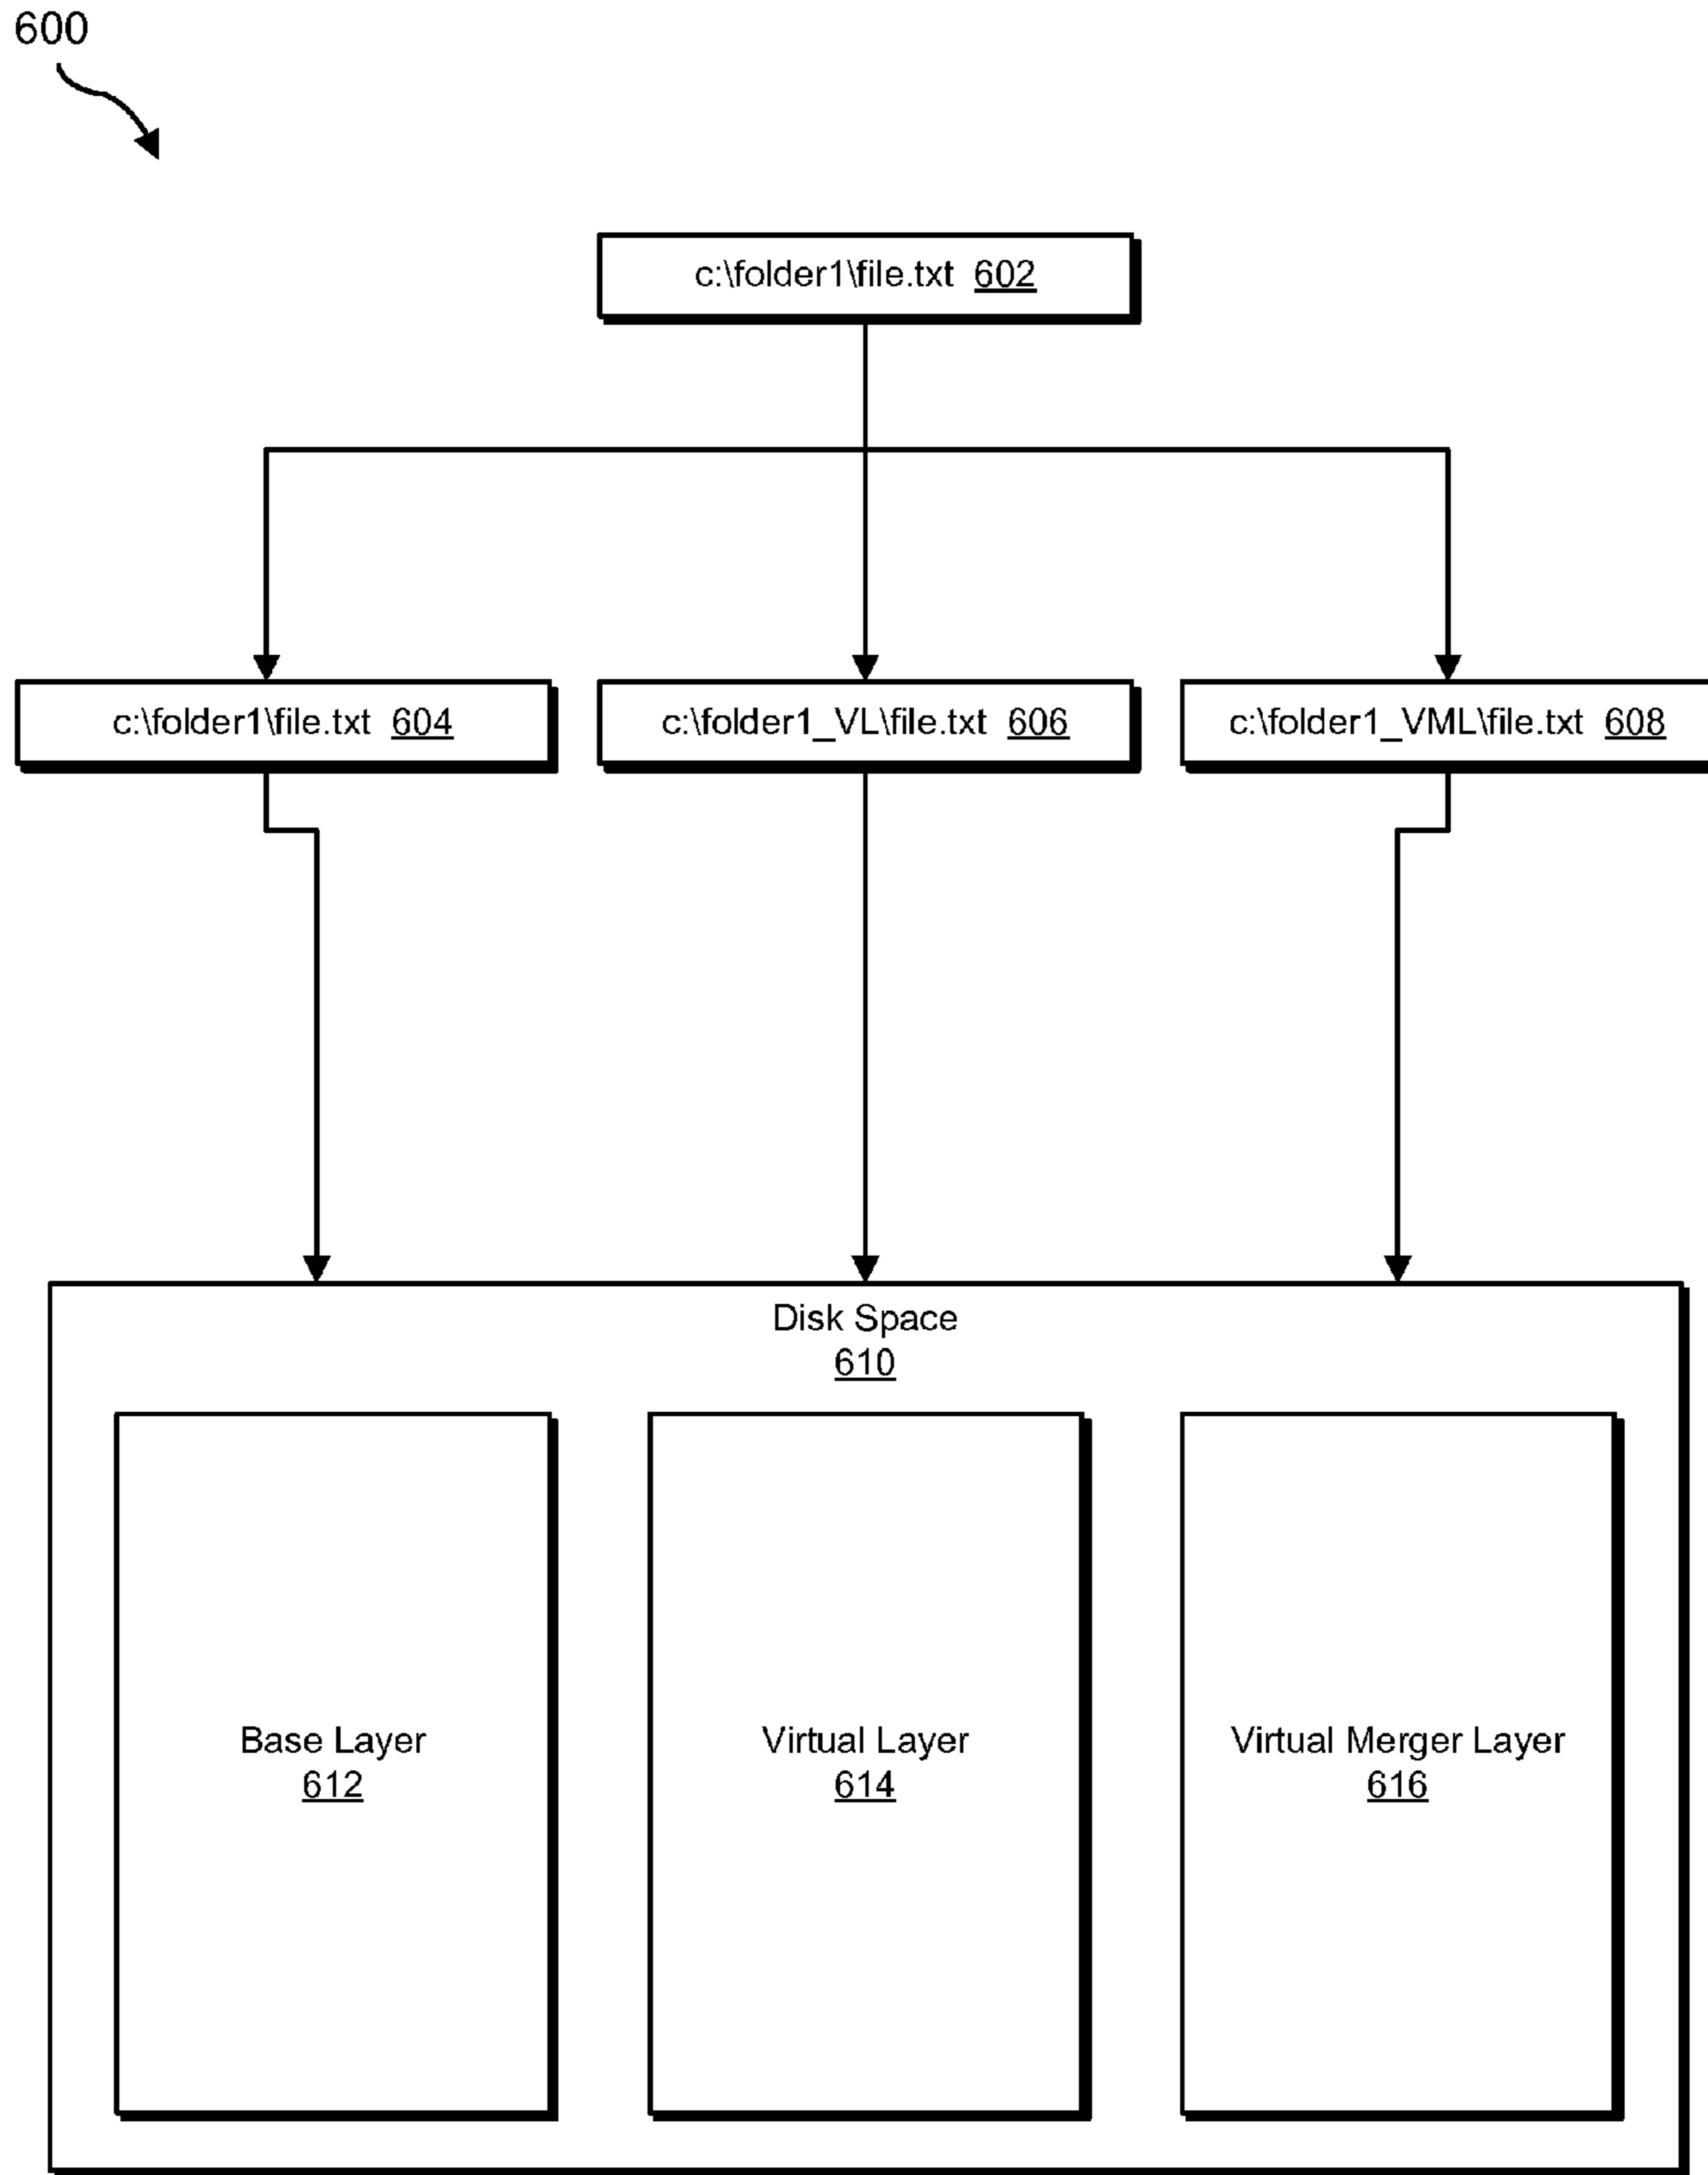 600
c:\folder1\file.txt 602
c:\folder1\file.txt 604
c:\folder1_VL\file.txt 606
c:\folder1_VML\file.txt 608
Disk Space
610
Base Layer
612
Virtual Layer
614
Virtual Merger Layer
616